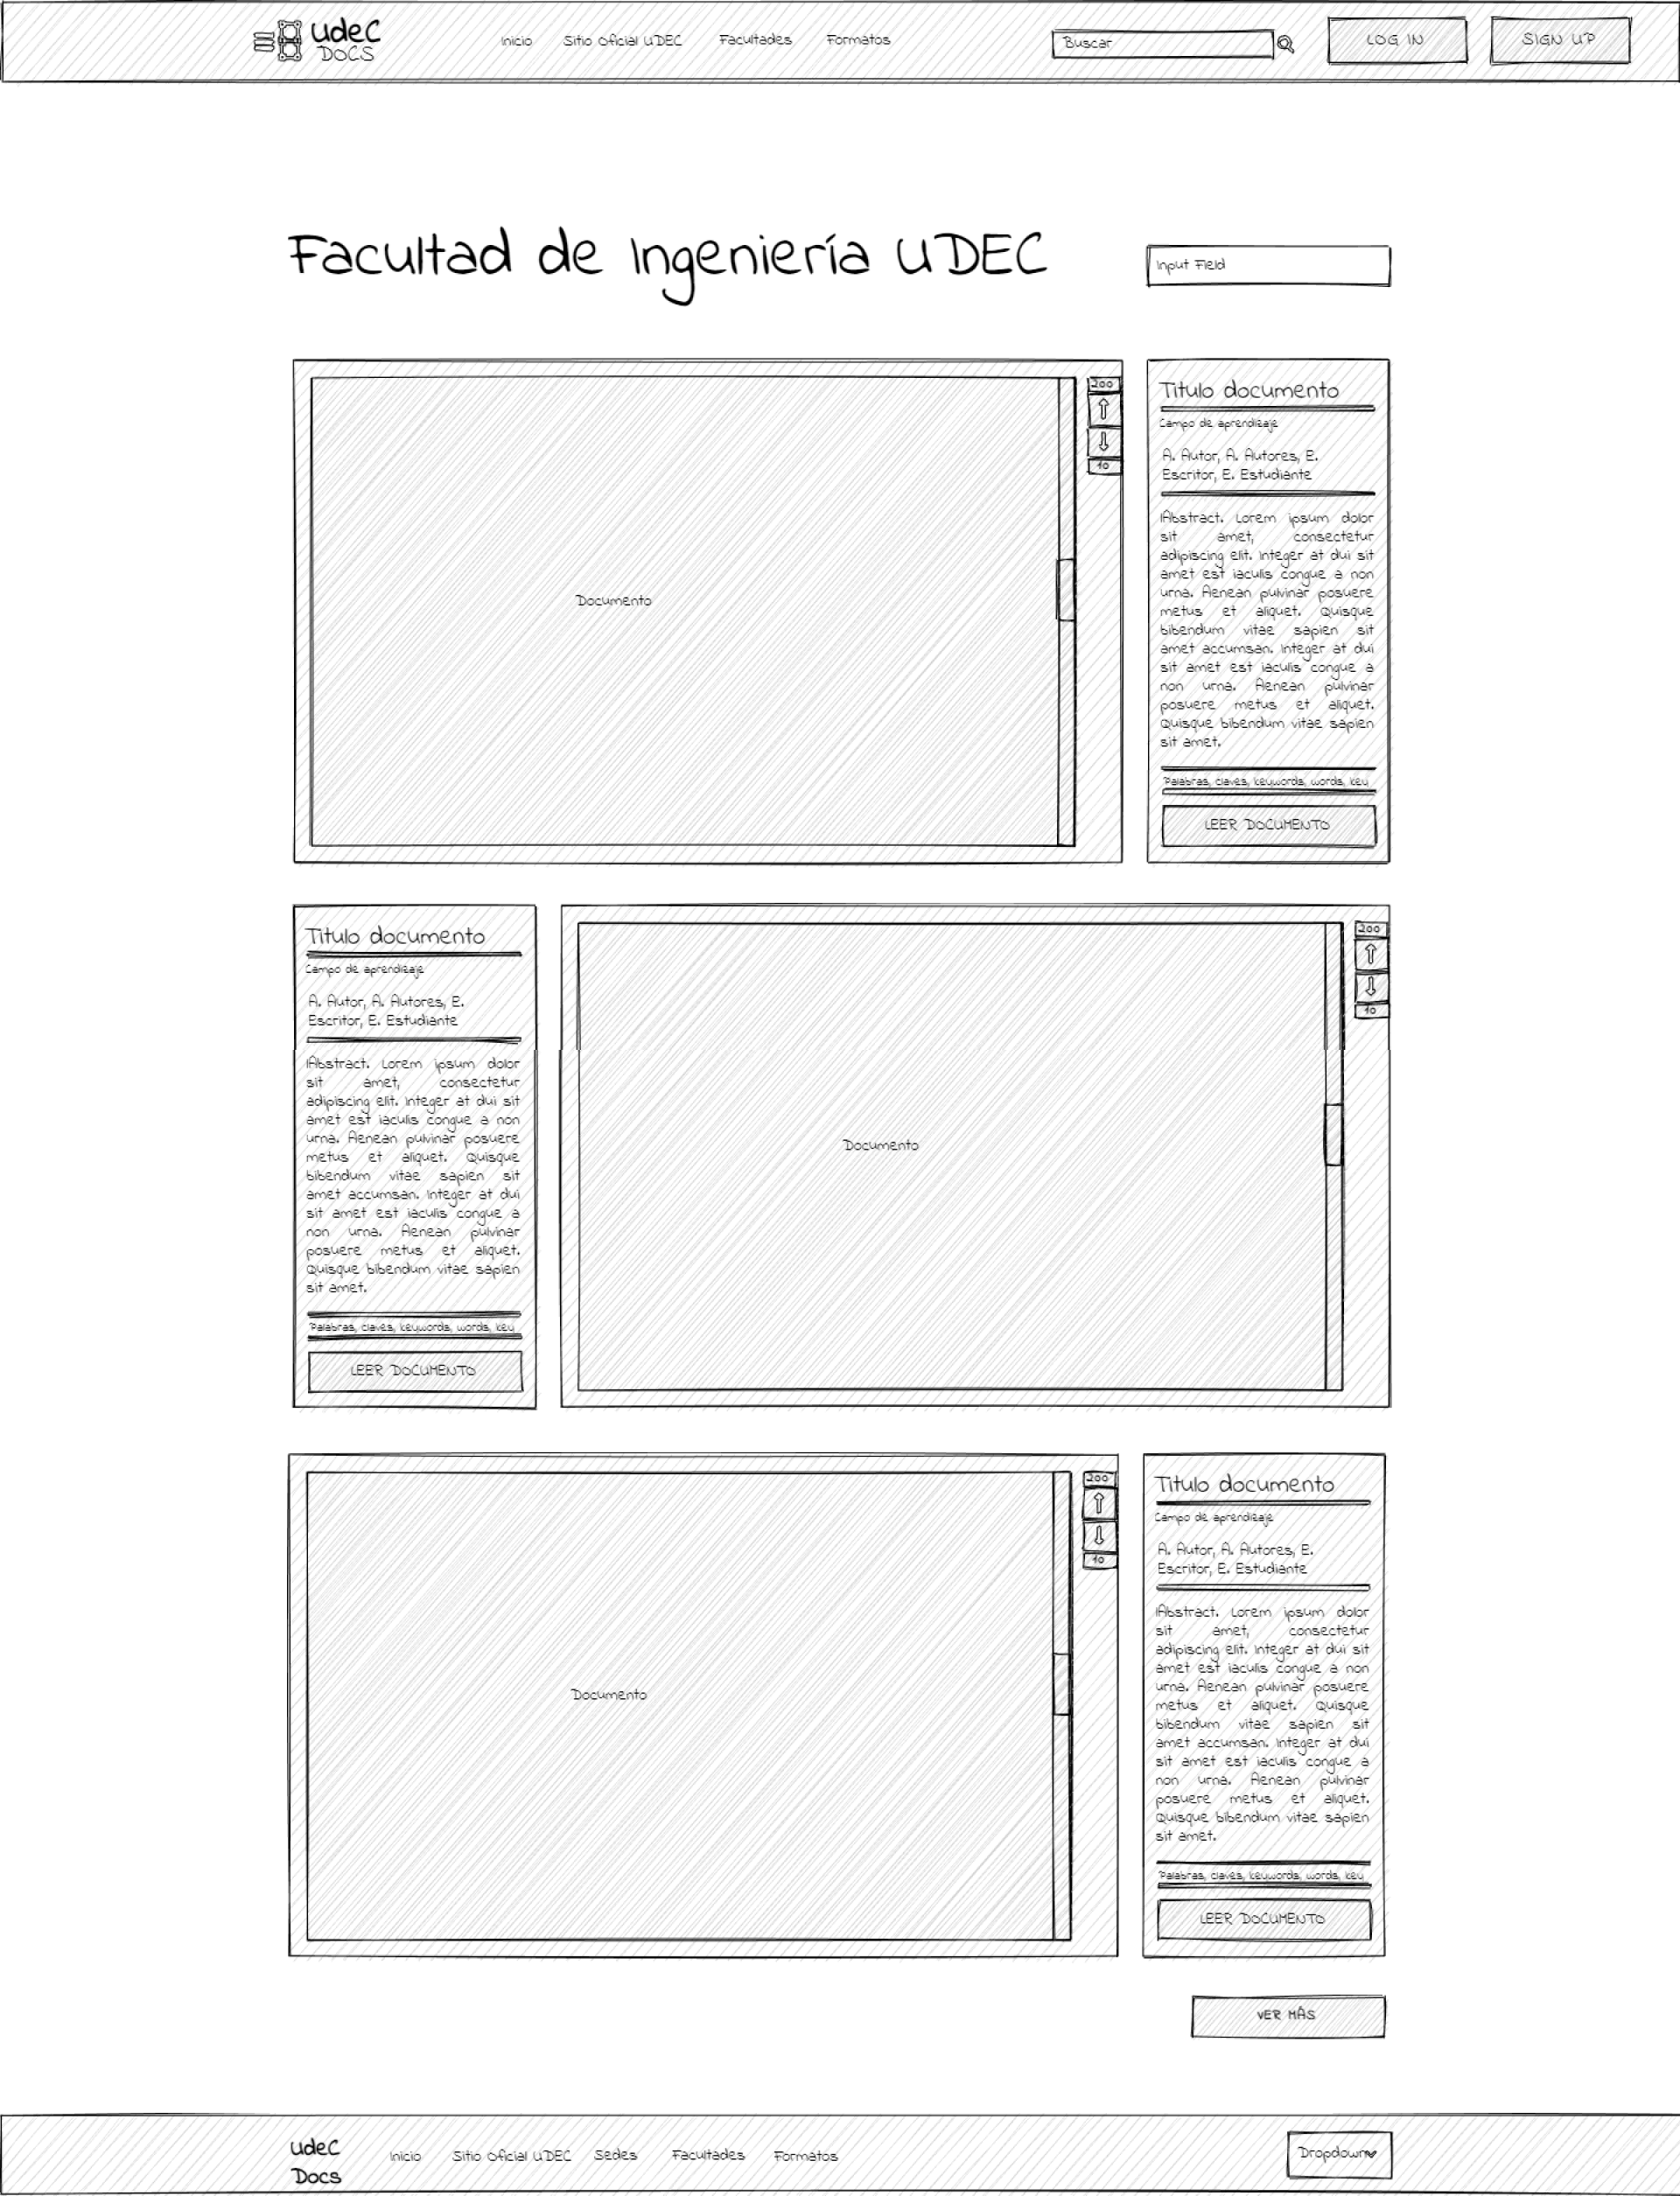 udeC
DOCS
Inicio
Sitio Oficial UDEC
Facultades
Formatos
Buscar
LOG IN
SIGN UP
Facultad de Ingeniería UDEC
Input Field
Documento
200
10
Titulo documento
Campo de aprendizaje
A. Autor, A. Autores, E.
Escritor, E. Estudiante
Abstract. Lorem ipsum dolor
sit amet, consectetur
adipiscing elit. Integer at dui sit
amet est iaculis congue a non
urna. Aenean pulvinar posuere
metus et aliquet. Quisque
bibendum vitae sapien sit
amet accumsan. Integer at dui
sit amet est iaculis congue a
non urna. Aenean pulvinar
posuere metus et aliquet.
Quisque bibendum vitae sapien
sit amet.
Palabras, claves, keywords, words, key
LEER DOCUMENTO
Titulo documento
Campo de aprendizaje
A. Autor, A. Autores, E.
Escritor, E. Estudiante
Abstract. Lorem ipsum dolor
sit amet, consectetur
adipiscing elit. Integer at dui sit
amet est iaculis congue a non
urna. Aenean pulvinar posuere
metus et aliquet. Quisque
bibendum vitae sapien sit
amet accumsan. Integer at dui
sit amet est iaculis congue a
non urna. Aenean pulvinar
posuere metus et aliquet.
Quisque bibendum vitae sapien
sit amet.
Palabras, claves, keywords, words, key
LEER DOCUMENTO
Documento
200
10
Documento
200
10
Titulo documento
Campo de aprendizaje
A. Autor, A. Autores, E.
Escritor, E. Estudiante
Abstract. Lorem ipsum dolor
sit amet, consectetur
adipiscing elit. Integer at dui sit
amet est iaculis congue a non
urna. Aenean pulvinar posuere
metus et aliquet. Quisque
bibendum vitae sapien sit
amet accumsan. Integer at dui
sit amet est iaculis congue a
non urna. Aenean pulvinar
posuere metus et aliquet.
Quisque bibendum vitae sapien
sit amet.
Palabras, claves, keywords, words, key
LEER DOCUMENTO
VER MÁS
udeC
Docs
Inicio
Sitio Oficial UDEC
Sedes
Facultades
Formatos
Dropdown